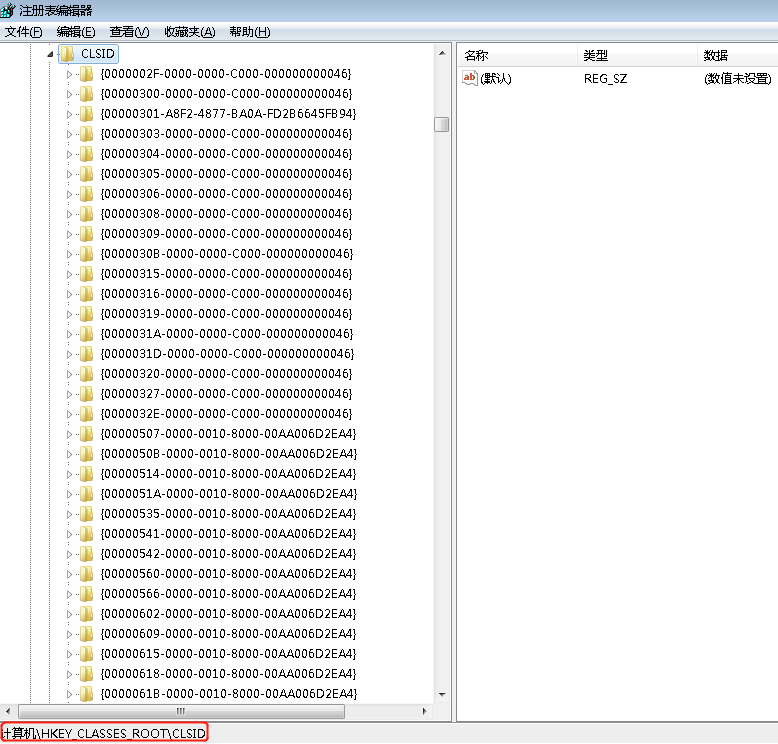 注册表编辑器
文件(F) 编辑(E) 查看(V) 收藏夹(A) 帮助(H)
CLSID
{0000002F-0000-0000-C000-000000000046}
{00000300-0000-0000-C000-000000000046}
{00000301-A8F2-4877-BA0A-FD2B6645FB94}
{00000303-0000-0000-C000-000000000046}
{00000304-0000-0000-C000-000000000046}
{00000305-0000-0000-C000-000000000046}
{00000306-0000-0000-C000-000000000046}
{00000308-0000-0000-C000-000000000046}
{00000309-0000-0000-C000-000000000046}
{0000030B-0000-0000-C000-000000000046}
{00000315-0000-0000-C000-000000000046}
{00000316-0000-0000-C000-000000000046}
{00000319-0000-0000-C000-000000000046}
{0000031A-0000-0000-C000-000000000046}
{0000031D-0000-0000-C000-000000000046}
{00000320-0000-0000-C000-000000000046}
{00000327-0000-0000-C000-000000000046}
{0000032E-0000-0000-C000-000000000046}
{00000507-0000-0010-8000-00AA006D2EA4}
{0000050B-0000-0010-8000-00AA006D2EA4}
{00000514-0000-0010-8000-00AA006D2EA4}
{0000051A-0000-0010-8000-00AA006D2EA4}
{00000535-0000-0010-8000-00AA006D2EA4}
{00000541-0000-0010-8000-00AA006D2EA4}
{00000542-0000-0010-8000-00AA006D2EA4}
{00000560-0000-0010-8000-00AA006D2EA4}
{00000566-0000-0010-8000-00AA006D2EA4}
{00000602-0000-0010-8000-00AA006D2EA4}
{00000609-0000-0010-8000-00AA006D2EA4}
{00000615-0000-0010-8000-00AA006D2EA4}
{00000618-0000-0010-8000-00AA006D2EA4}
{0000061B-0000-0010-8000-00AA006D2EA4}
名称 类型 数据
ab (默认) REG_SZ (数值未设置)
计算机\HKEY_CLASSES_ROOT\CLSID